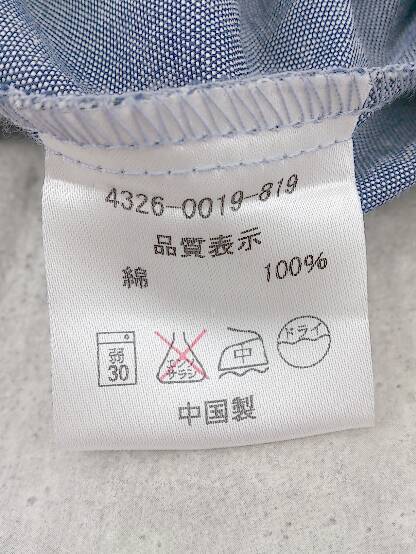 4326-0019-819
品質表示
綿 100%
弱 30
エンソ サラシ
中
ドライ
中国製